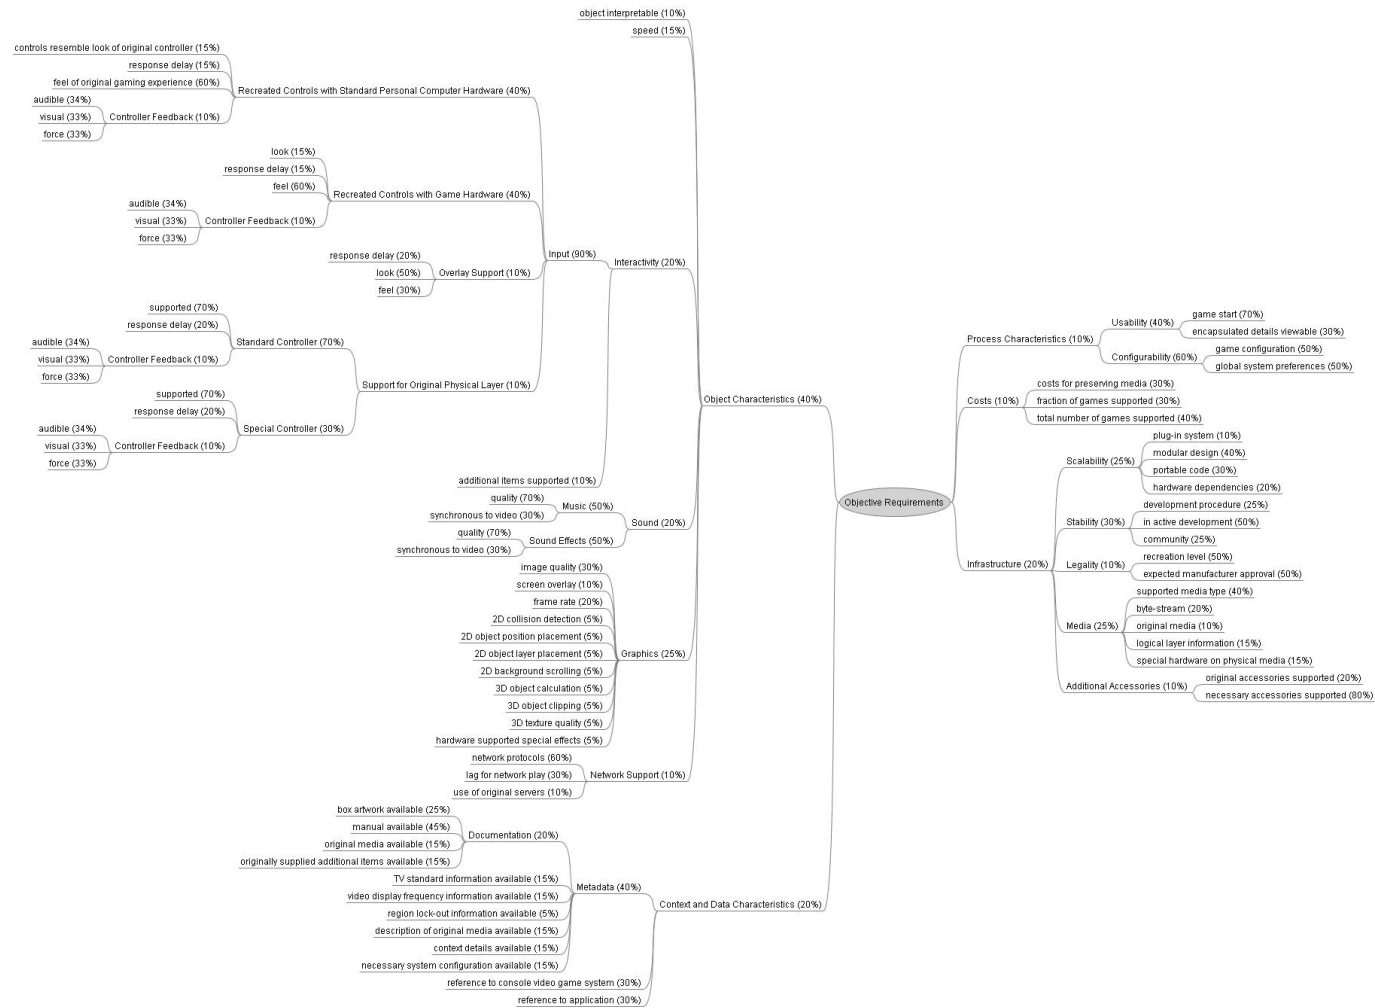 object interpretable (10%)
speed (15%)
controls resemble look of original controller (15%)
response delay (15%)
feel of original gaming experience (60%)
Recreated Controls with Standard Personal Computer Hardware (40%)
audible (34%)
Controller Feedback (10%)
visual (33%)
force (33%)
look (15%)
response delay (15%)
feel (60%)
Recreated Controls with Game Hardware (40%)
audible (34%)
Controller Feedback (10%)
visual (33%)
force (33%)
Input (90%)
Interactivity (20%)
response delay (20%)
look (50%)
Overlay Support (10%)
feel (30%)
supported (70%)
response delay (20%)
Standard Controller (70%)
audible (34%)
visual (33%)
Controller Feedback (10%)
force (33%)
Support for Original Physical Layer (10%)
supported (70%)
response delay (20%)
Special Controller (30%)
audible (34%)
visual (33%)
Controller Feedback (10%)
force (33%)
additional items supported (10%)
Object Characteristics (40%)
quality (70%)
Music (50%)
synchronous to video (30%)
Sound (20%)
quality (70%)
Sound Effects (50%)
synchronous to video (30%)
image quality (30%)
screen overlay (10%)
frame rate (20%)
2D collision detection (5%)
2D object position placement (5%)
2D object layer placement (5%)
Graphics (25%)
2D background scrolling (5%)
3D object calculation (5%)
3D object clipping (5%)
3D texture quality (5%)
hardware supported special effects (5%)
network protocols (60%)
lag for network play (30%)
Network Support (10%)
use of original servers (10%)
box artwork available (25%)
manual available (45%)
Documentation (20%)
original media available (15%)
originally supplied additional items available (15%)
TV standard information available (15%)
Metadata (40%)
video display frequency information available (15%)
region lock-out information available (5%)
description of original media available (15%)
context details available (15%)
necessary system configuration available (15%)
Context and Data Characteristics (20%)
reference to console video game system (30%)
reference to application (30%)
Objective Requirements
Process Characteristics (10%)
Usability (40%)
game start (70%)
encapsulated details viewable (30%)
Configurability (60%)
game configuration (50%)
global system preferences (50%)
Costs (10%)
costs for preserving media (30%)
fraction of games supported (30%)
total number of games supported (40%)
Infrastructure (20%)
Scalability (25%)
plug-in system (10%)
modular design (40%)
portable code (30%)
hardware dependencies (20%)
Stability (30%)
development procedure (25%)
in active development (50%)
community (25%)
Legality (10%)
recreation level (50%)
expected manufacturer approval (50%)
Media (25%)
supported media type (40%)
byte-stream (20%)
original media (10%)
logical layer information (15%)
special hardware on physical media (15%)
Additional Accessories (10%)
original accessories supported (20%)
necessary accessories supported (80%)